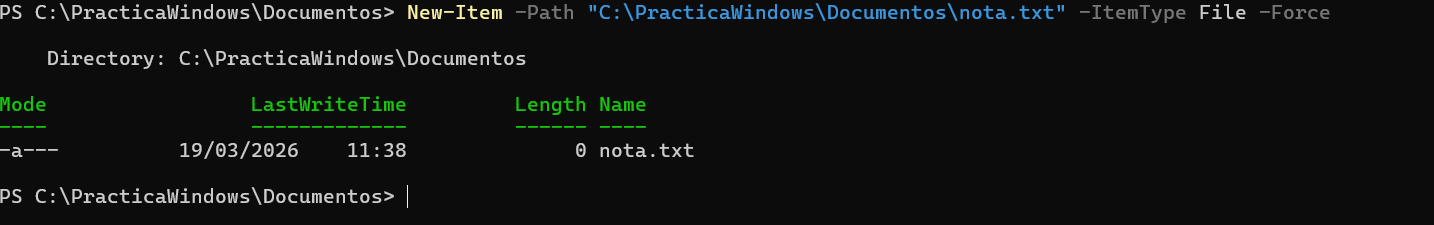 PS C:\PracticaWindows\Documentos> New-Item -Path "C:\PracticaWindows\Documentos\nota.txt" -ItemType File -Force
Directory: C:\PracticaWindows\Documentos
Mode LastWriteTime Length Name
---- ------------- ------ ----
-a--- 19/03/2026 11:38 0 nota.txt
PS C:\PracticaWindows\Documentos>